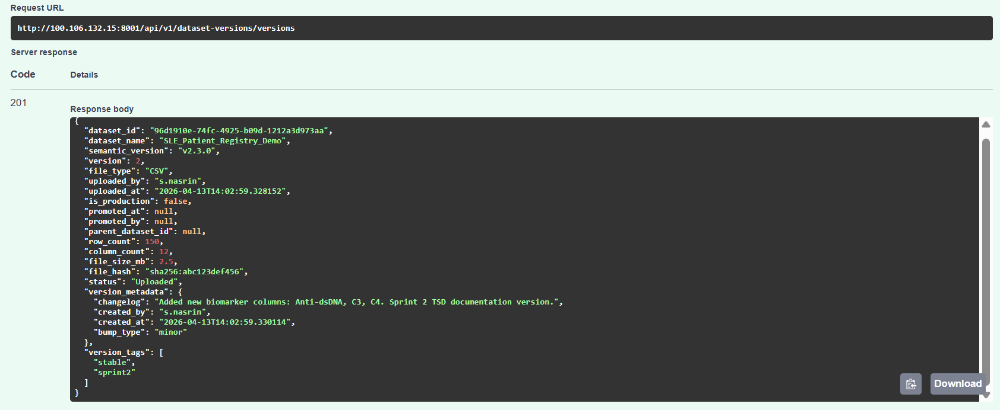 Request URL
http://100.106.132.15:8001/api/v1/dataset-versions/versions
Server response
Code Details
201
Response body
{
  "dataset_id": "96d1910e-74fc-4925-b09d-1212a3d973aa",
  "dataset_name": "SLE_Patient_Registry_Demo",
  "semantic_version": "v2.3.0",
  "version": 2,
  "file_type": "CSV",
  "uploaded_by": "s.nasrin",
  "uploaded_at": "2026-04-13T14:02:59.328152",
  "is_production": false,
  "promoted_at": null,
  "promoted_by": null,
  "parent_dataset_id": null,
  "row_count": 150,
  "column_count": 12,
  "file_size_mb": 2.5,
  "file_hash": "sha256:abc123def456",
  "status": "Uploaded",
  "version_metadata": {
    "changelog": "Added new biomarker columns: Anti-dsDNA, C3, C4. Sprint 2 TSD documentation version.",
    "created_by": "s.nasrin",
    "created_at": "2026-04-13T14:02:59.330114",
    "bump_type": "minor"
  },
  "version_tags": [
    "stable",
    "sprint2"
  ]
}
Download